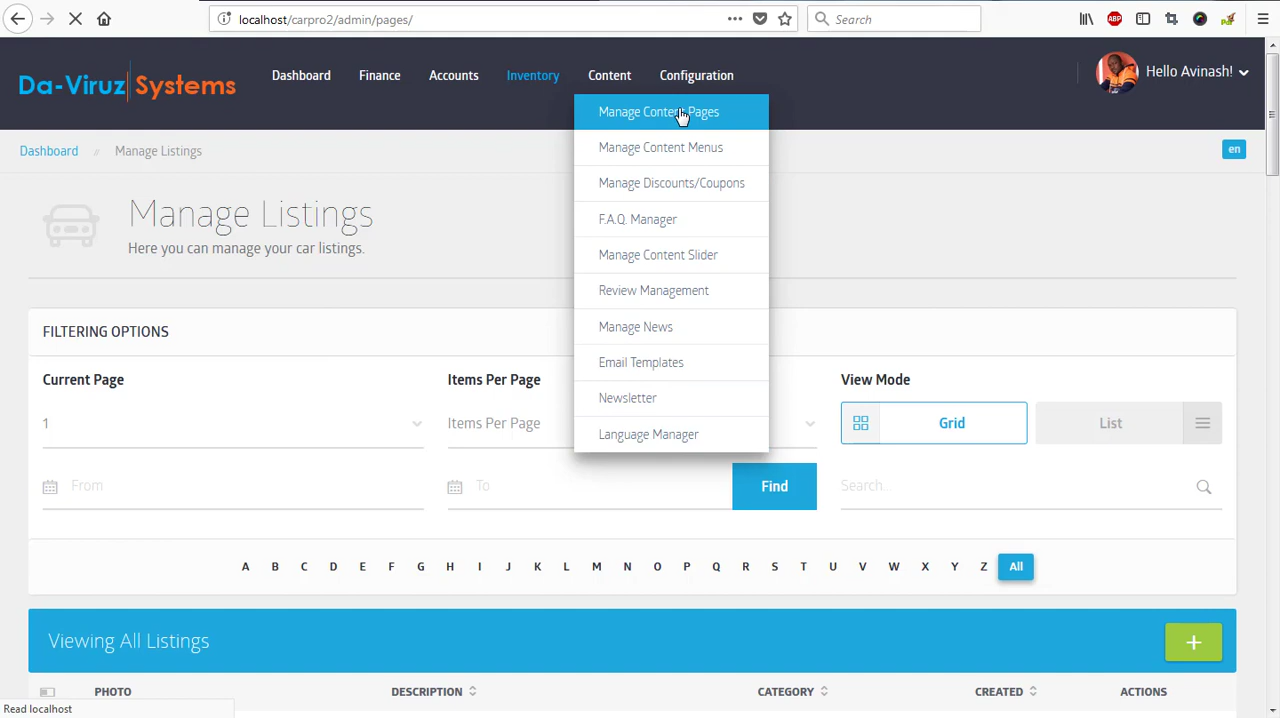 localhost/carpro2/admin/pages/
Search
ABP
Da-Viruz Systems
Dashboard
Finance
Accounts
Inventory
Content
Configuration
Hello Avinash!
Manage Content Pages
Manage Content Menus
Manage Discounts/Coupons
F.A.Q. Manager
Manage Content Slider
Review Management
Manage News
Email Templates
Newsletter
Language Manager
Dashboard // Manage Listings
en
Manage Listings
Here you can manage your car listings.
FILTERING OPTIONS
Current Page
Items Per Page
View Mode
1
Items Per Page
Grid
List
From
To
Find
Search...
A B C D E F G H I J K L M N O P Q R S T U V W X Y Z All
Viewing All Listings
+
PHOTO
DESCRIPTION
CATEGORY
CREATED
ACTIONS
Read localhost